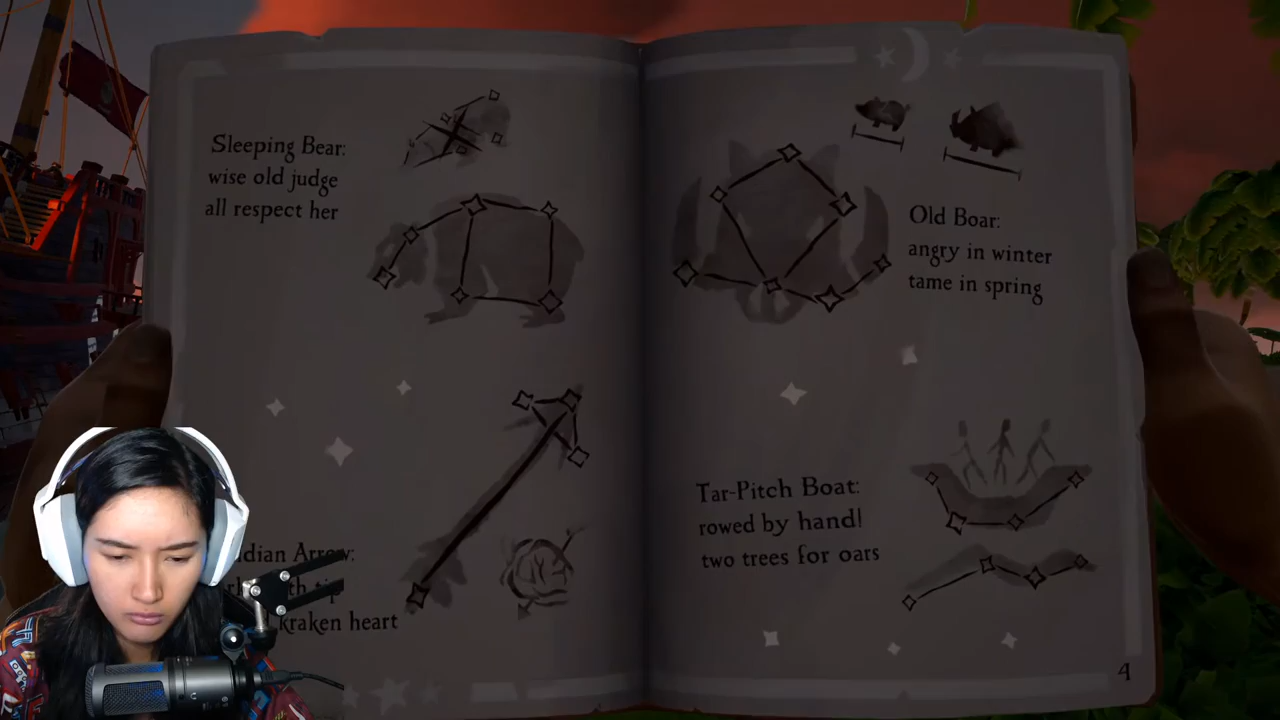 Sleeping Bear:
wise old judge
all respect her
Arrow:
kraken heart
Old Boar:
angry in winter
tame in spring
Tar-Pitch Boat:
rowed by hand!
two trees for oars
4